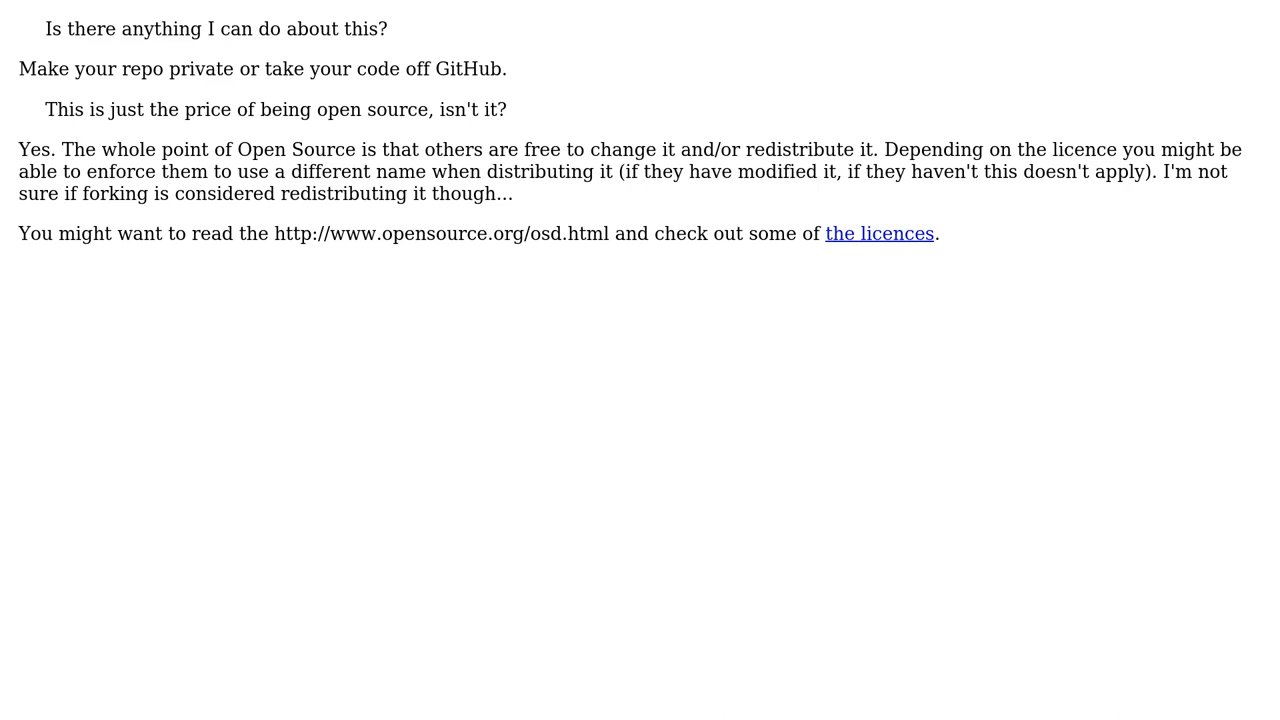 Is there anything I can do about this?
Make your repo private or take your code off GitHub.
This is just the price of being open source, isn't it?
Yes. The whole point of Open Source is that others are free to change it and/or redistribute it. Depending on the licence you might be
able to enforce them to use a different name when distributing it (if they have modified it, if they haven't this doesn't apply). I'm not
sure if forking is considered redistributing it though...
You might want to read the http://www.opensource.org/osd.html and check out some of the licences.